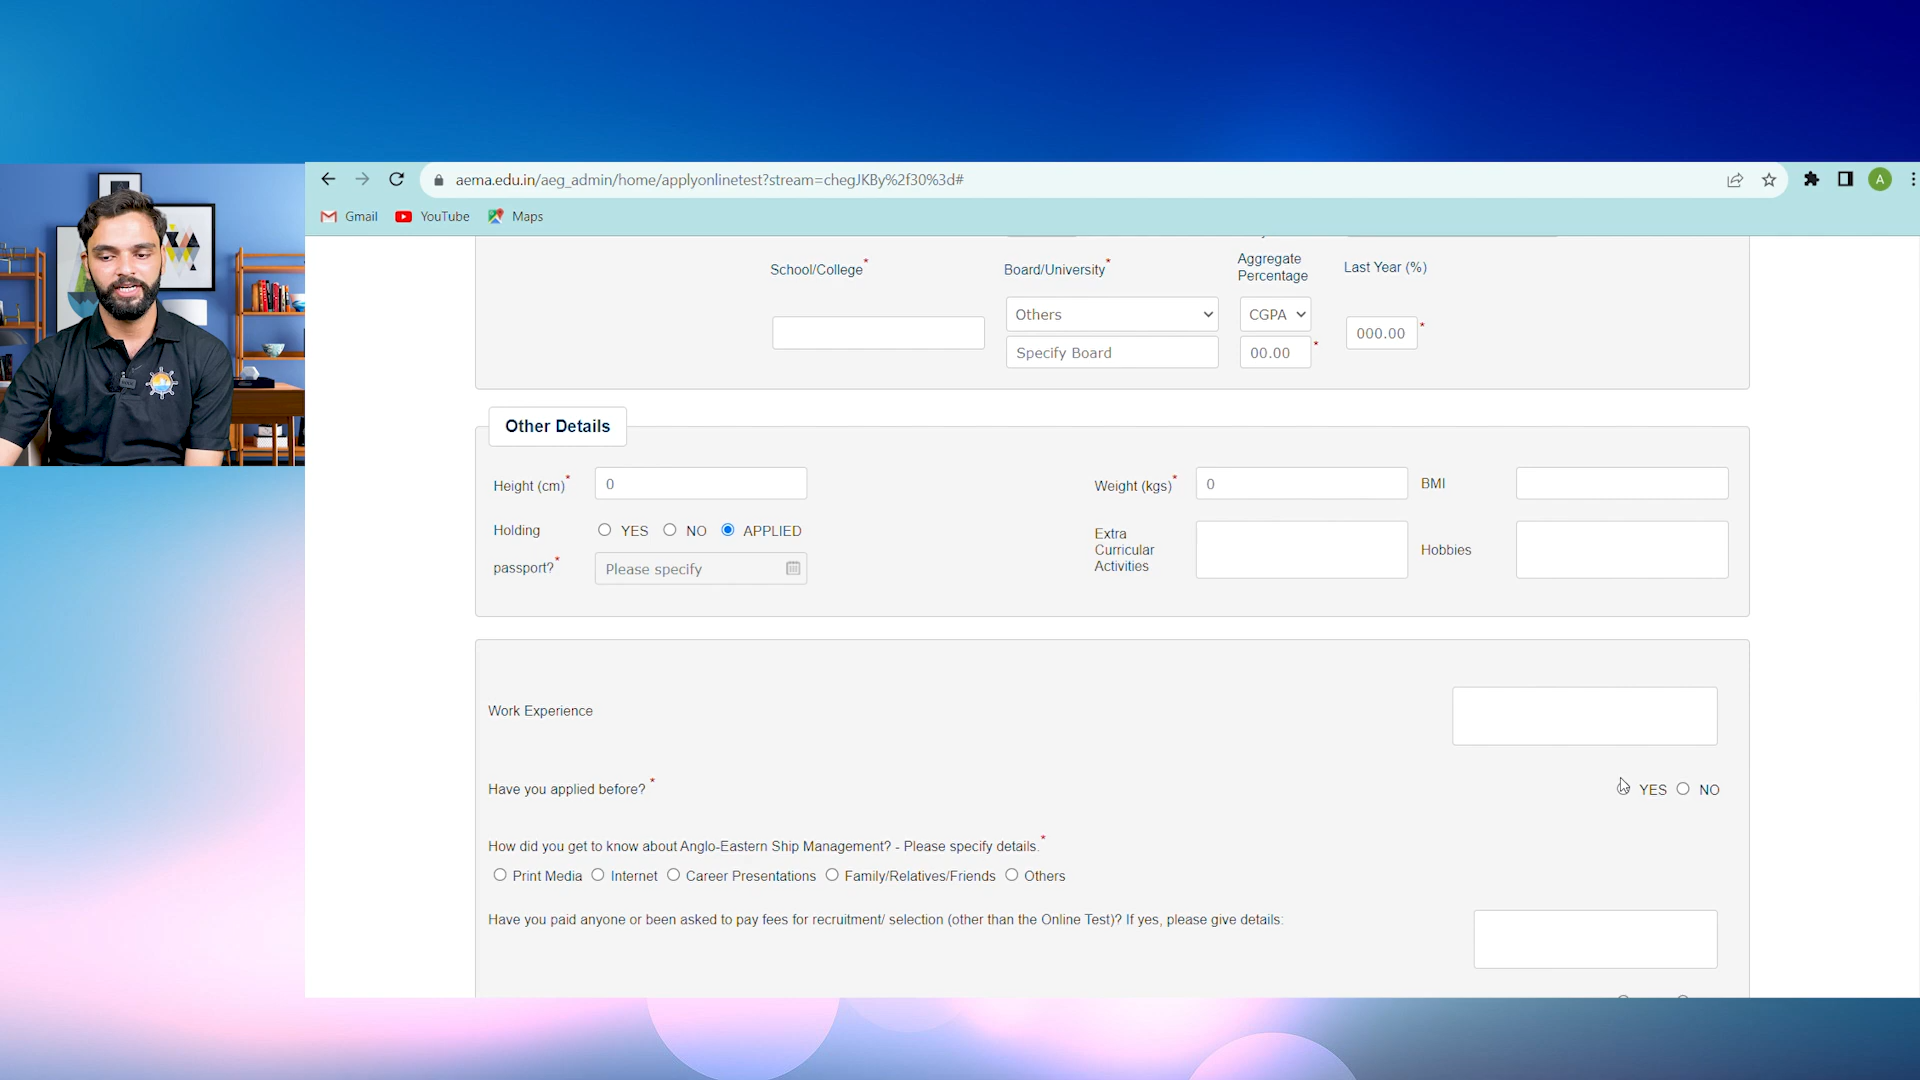 aema.edu.in/aeg_admin/home/applyonlinetest?stream=chegJKBy%2f30%3d#
A
Gmail YouTube Maps
School/College* Board/University* Aggregate Percentage Last Year (%)
Others CGPA
000.00 *
Specify Board 00.00 *
Other Details
Height (cm)* 0 Weight (kgs)* 0 BMI
Holding passport?* YES NO APPLIED
Please specify
Extra Curricular Activities
Hobbies
Work Experience
Have you applied before? * YES NO
How did you get to know about Anglo-Eastern Ship Management? - Please specify details.*
Print Media Internet Career Presentations Family/Relatives/Friends Others
Have you paid anyone or been asked to pay fees for recruitment/ selection (other than the Online Test)? If yes, please give details: